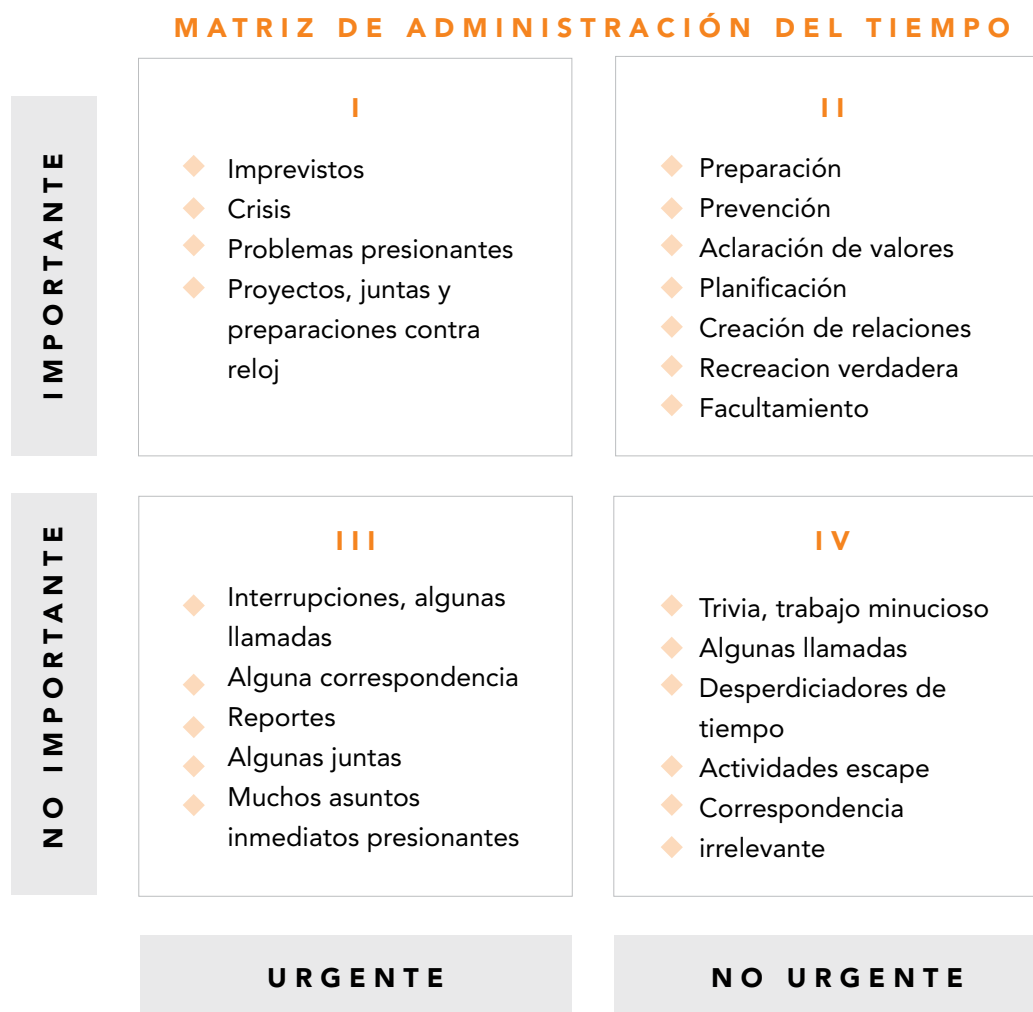 MATRIZ DE ADMINISTRACIÓN DEL TIEMPO
IMPORTANTE
I
Imprevistos
Crisis
Problemas presionantes
Proyectos, juntas y
preparaciones contra
reloj
II
Preparación
Prevención
Aclaración de valores
Planificación
Creación de relaciones
Recreacion verdadera
Facultamiento
NO IMPORTANTE
III
Interrupciones, algunas
llamadas
Alguna correspondencia
Reportes
Algunas juntas
Muchos asuntos
inmediatos presionantes
IV
Trivia, trabajo minucioso
Algunas llamadas
Desperdiciadores de
tiempo
Actividades escape
Correspondencia
irrelevante
URGENTE
NO URGENTE